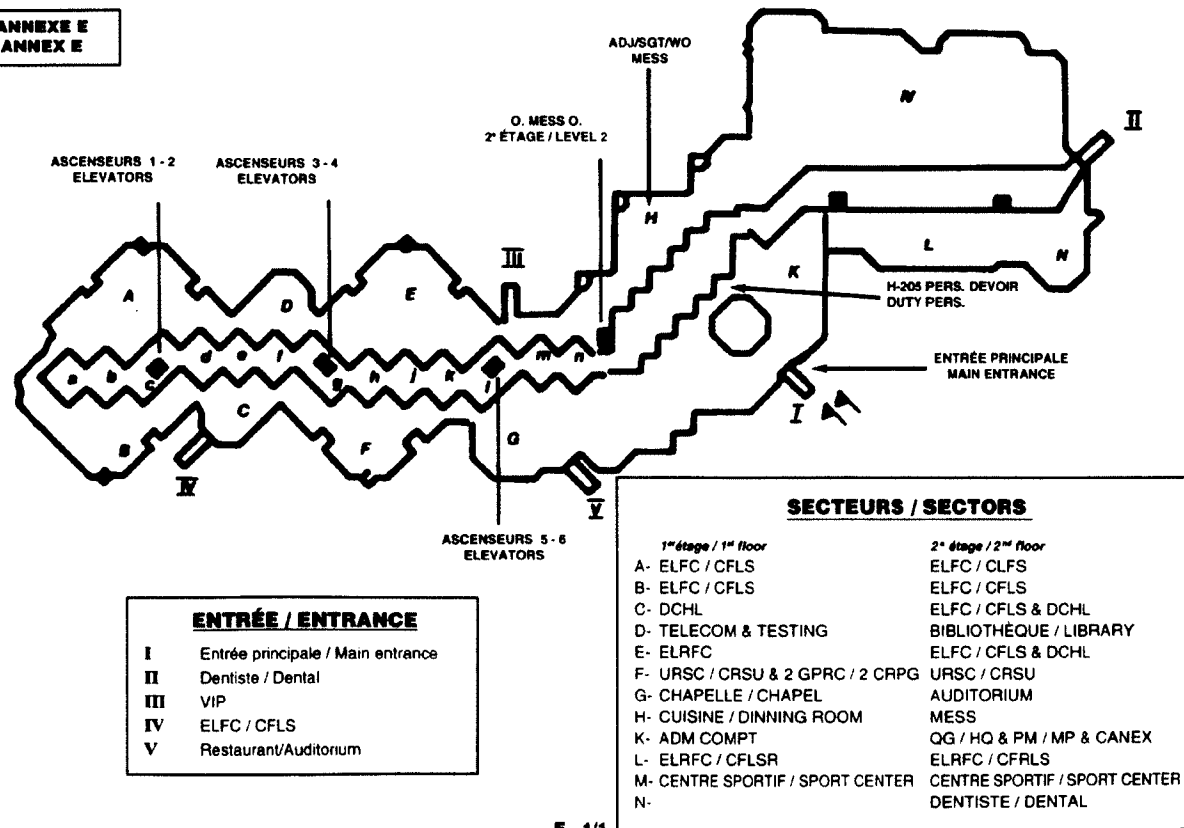 ANNEXE E
ANNEX E
ADJ/SGT/WO
MESS
O. MESS O.
2e ÉTAGE / LEVEL 2
ASCENSEURS 1 - 2
ELEVATORS
ASCENSEURS 3 - 4
ELEVATORS
II
III
H
A
D
E
K
L
N
H-205 PERS. DEVOIR
DUTY PERS.
ENTRÉE PRINCIPALE
MAIN ENTRANCE
a b c d e g h j k l m n
B
C
F
G
I
IV
V
ASCENSEURS 5 - 6
ELEVATORS
ENTRÉE / ENTRANCE
I Entrée principale / Main entrance
II Dentiste / Dental
III VIP
IV ELFC / CFLS
V Restaurant/Auditorium
SECTEURS / SECTORS
1er étage / 1st floor 2e étage / 2nd floor
A- ELFC / CFLS ELFC / CLFS
B- ELFC / CFLS ELFC / CFLS
C- DCHL ELFC / CFLS & DCHL
D- TELECOM & TESTING BIBLIOTHÈQUE / LIBRARY
E- ELRFC ELFC / CFLS & DCHL
F- URSC / CRSU & 2 GPRC / 2 CRPG URSC / CRSU
G- CHAPELLE / CHAPEL AUDITORIUM
H- CUISINE / DINNING ROOM MESS
K- ADM COMPT QG / HQ & PM / MP & CANEX
L- ELRFC / CFLSR ELRFC / CFRLS
M- CENTRE SPORTIF / SPORT CENTER CENTRE SPORTIF / SPORT CENTER
N- DENTISTE / DENTAL
E - 1/1